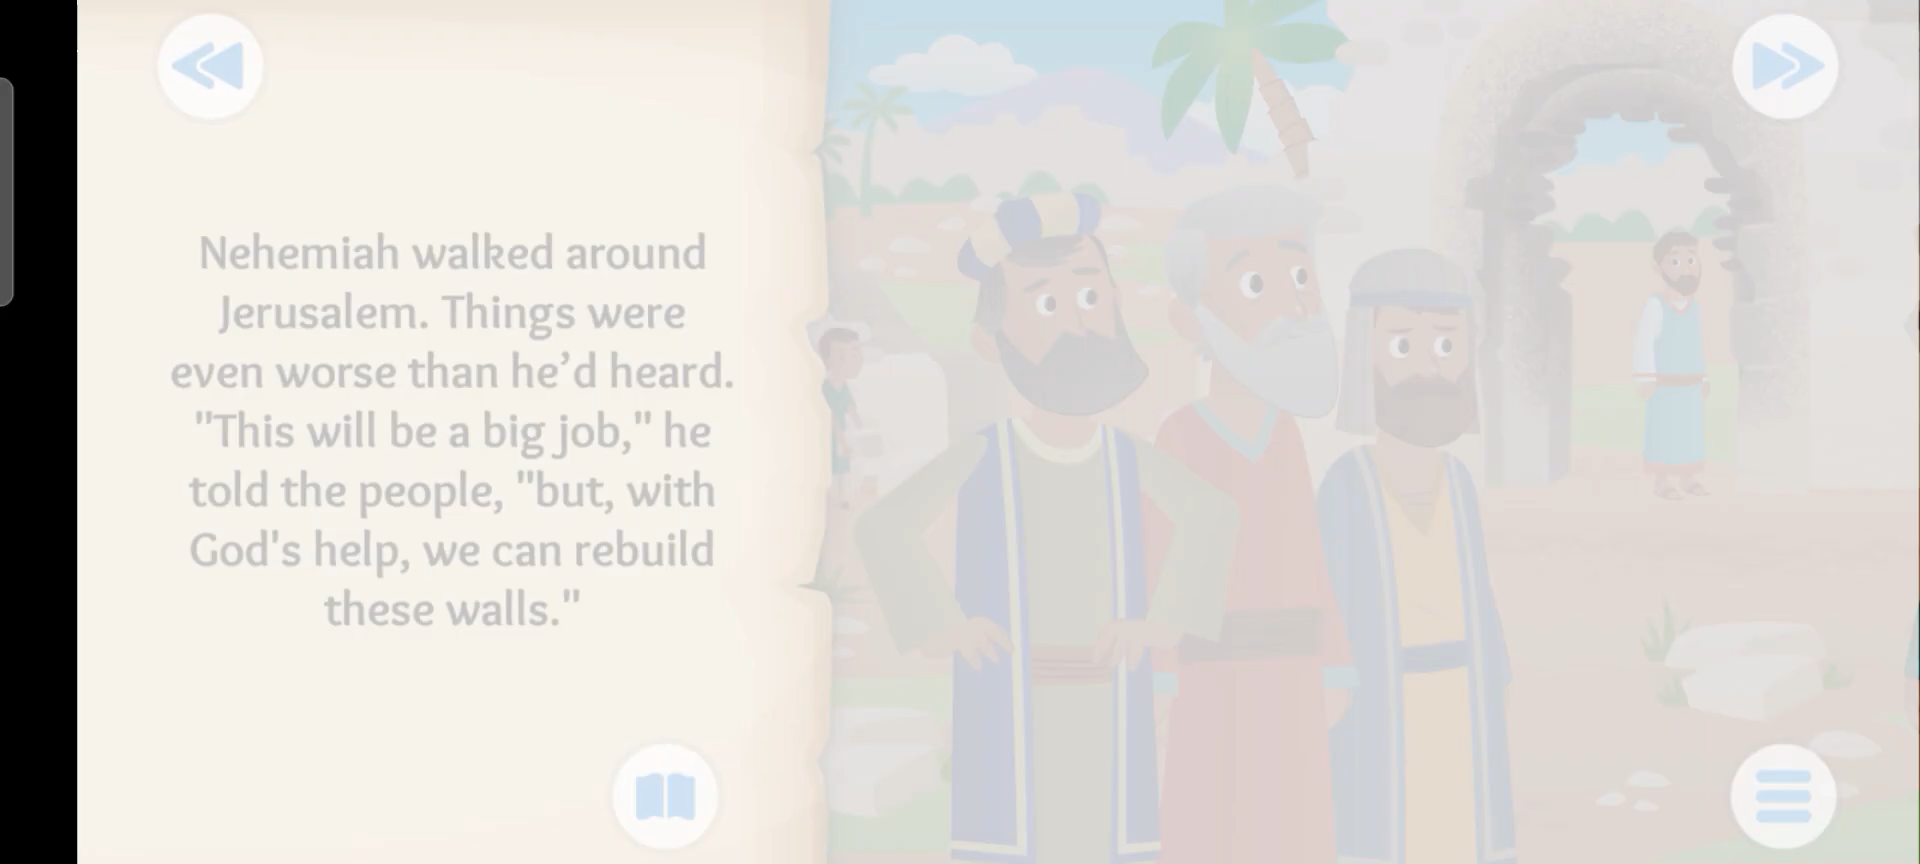 Nehemiah walked around
Jerusalem. Things were
even worse than he’d heard.
"This will be a big job," he
told the people, "but, with
God's help, we can rebuild
these walls."